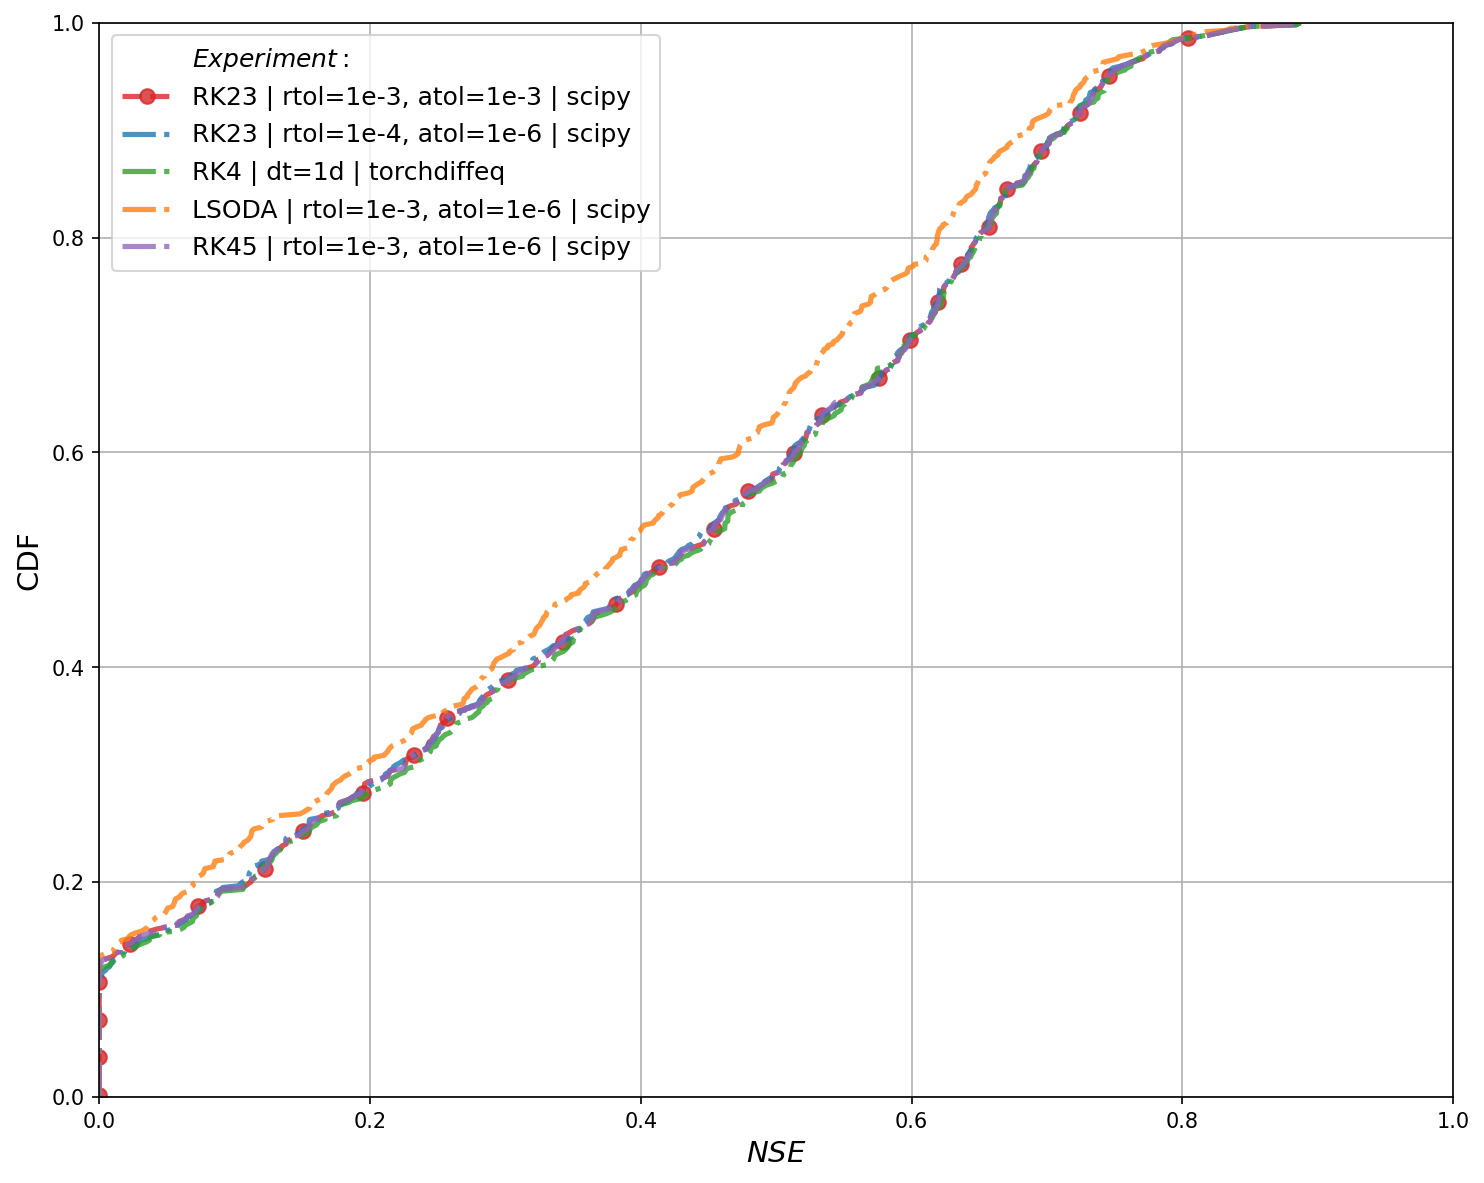 1.0
0.8
0.6
0.4
0.2
0.0
CDF
Experiment:
RK23 | rtol=1e-3, atol=1e-3 | scipy
RK23 | rtol=1e-4, atol=1e-6 | scipy
RK4 | dt=1d | torchdiffeq
LSODA | rtol=1e-3, atol=1e-6 | scipy
RK45 | rtol=1e-3, atol=1e-6 | scipy
0.0 0.2 0.4 0.6 0.8 1.0
NSE